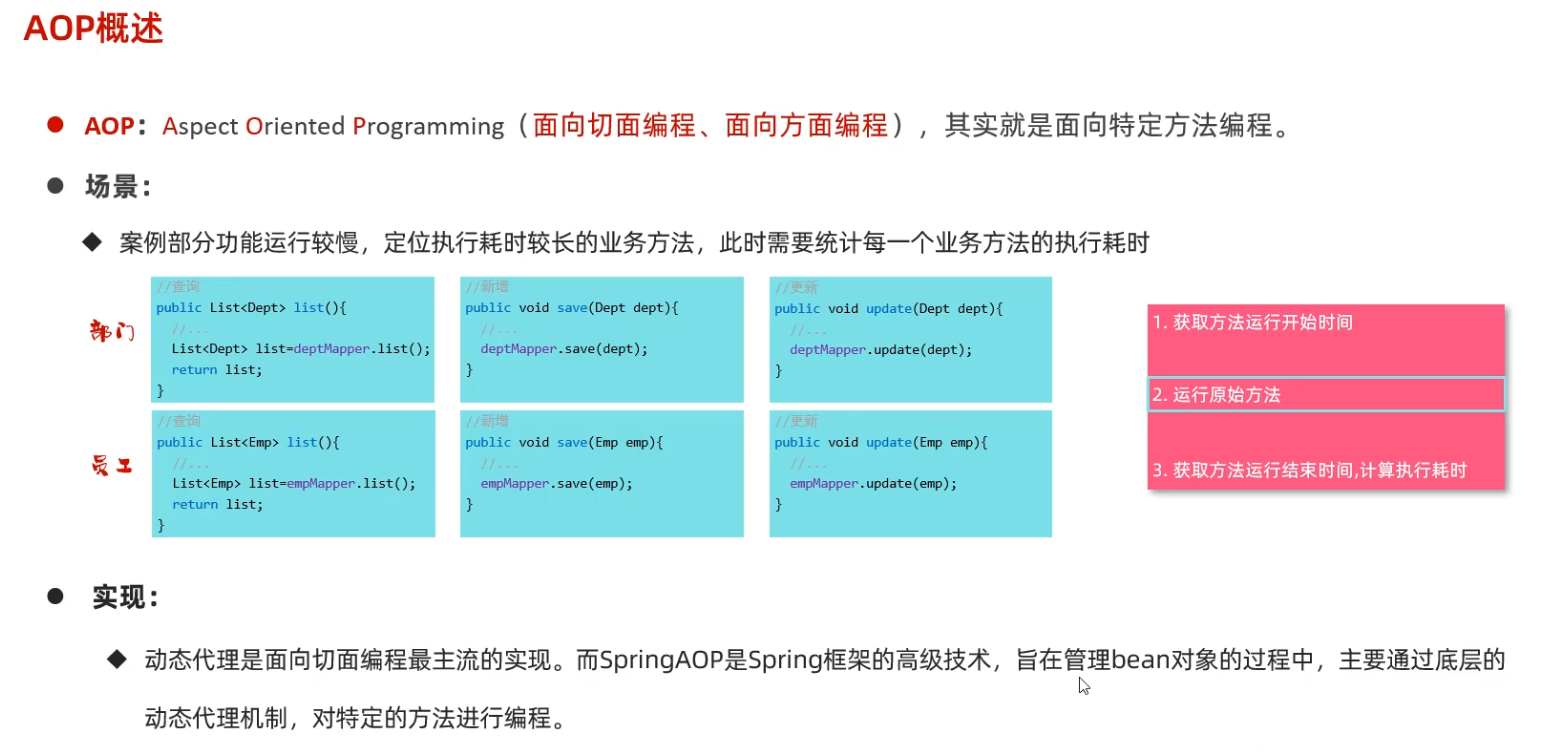 AOP概述
AOP：Aspect Oriented Programming（面向切面编程、面向方面编程），其实就是面向特定方法编程。
场景：
案例部分功能运行较慢，定位执行耗时较长的业务方法，此时需要统计每一个业务方法的执行耗时
部门
//查询
public List<Dept> list(){
//...
List<Dept> list=deptMapper.list();
return list;
}
//新增
public void save(Dept dept){
//...
deptMapper.save(dept);
}
//更新
public void update(Dept dept){
//...
deptMapper.update(dept);
}
员工
//查询
public List<Emp> list(){
//...
List<Emp> list=empMapper.list();
return list;
}
//新增
public void save(Emp emp){
//...
empMapper.save(emp);
}
//更新
public void update(Emp emp){
//...
empMapper.update(emp);
}
1. 获取方法运行开始时间
2. 运行原始方法
3. 获取方法运行结束时间,计算执行耗时
实现：
动态代理是面向切面编程最主流的实现。而SpringAOP是Spring框架的高级技术，旨在管理bean对象的过程中，主要通过底层的
动态代理机制，对特定的方法进行编程。